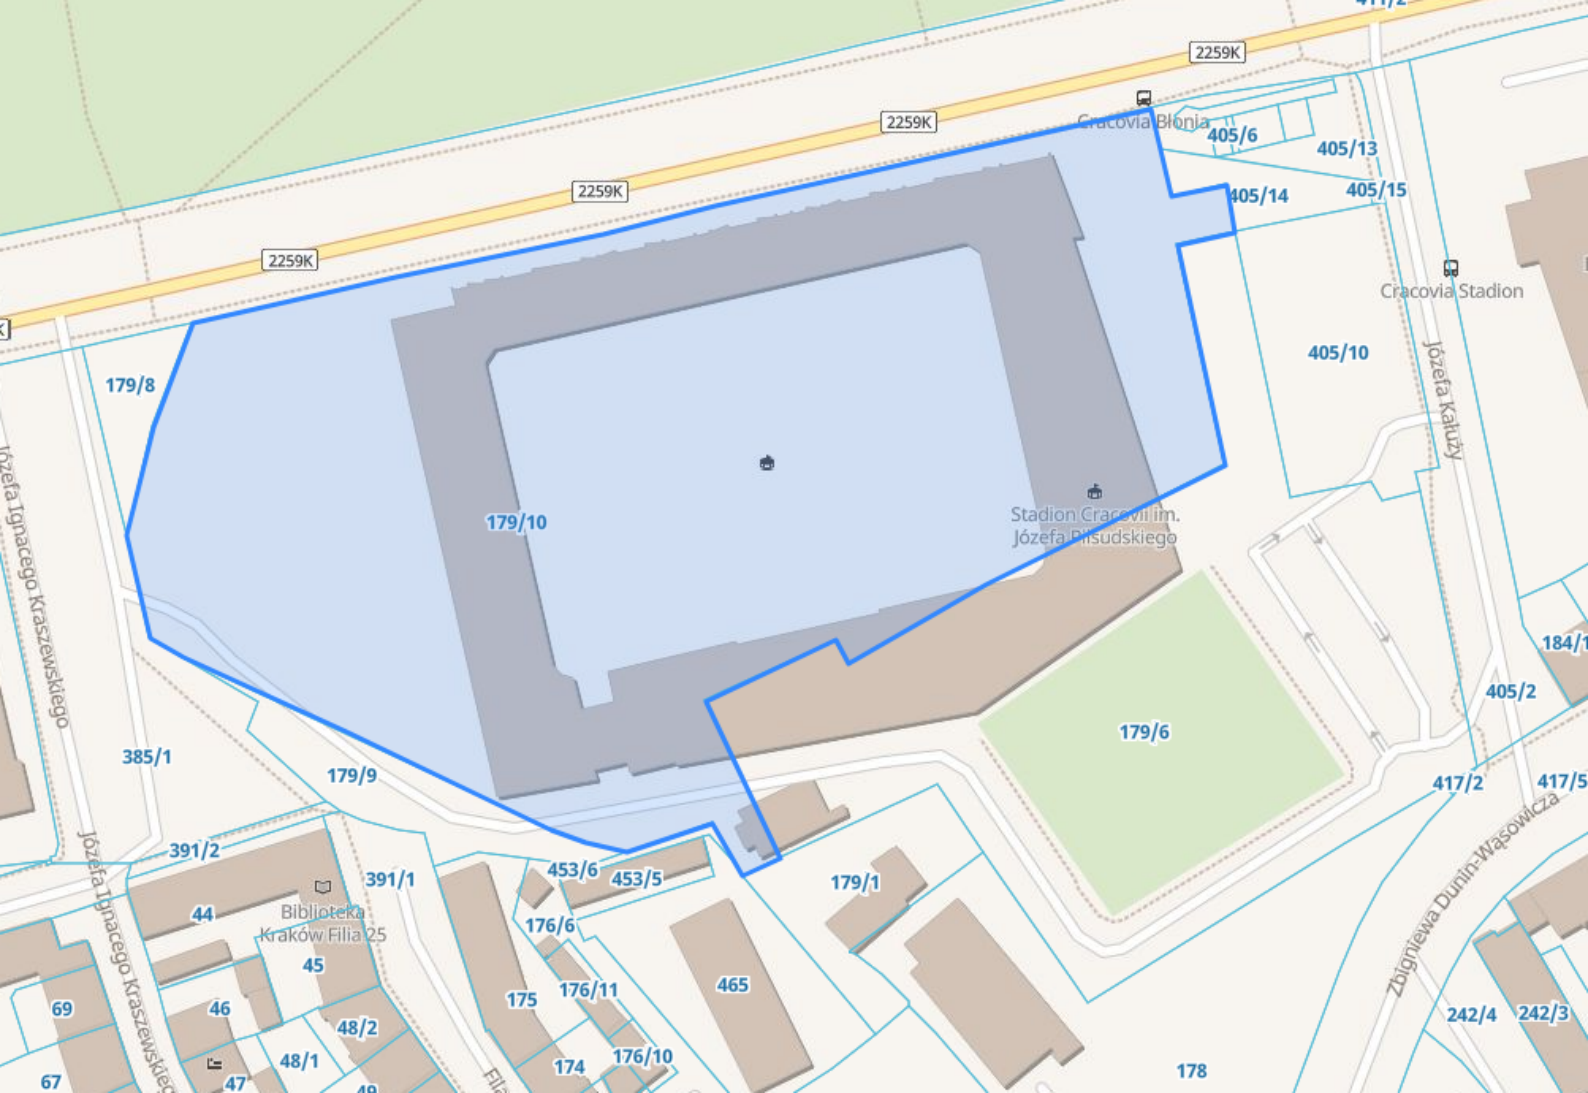 411/2
2259K
Cracovia Błonia
405/6
2259K
405/13
2259K
405/14
405/15
2259K
K
Cracovia Stadion
405/10
179/8
Józefa Kałuży
Józefa Ignacego Kraszewskiego
179/10
Stadion Cracovii im.
Józefa Piłsudskiego
184/1
405/2
179/6
385/1
179/9
417/2
417/5
Zbigniewa Dunin-Wąsowicza
391/2
Józefa Ignacego Kraszewskiego
453/6
453/5
391/1
179/1
44
Biblioteka
Kraków Filia 25
176/6
45
465
176/11
175
69
46
48/2
242/4
242/3
48/1
174
176/10
178
67
47
49